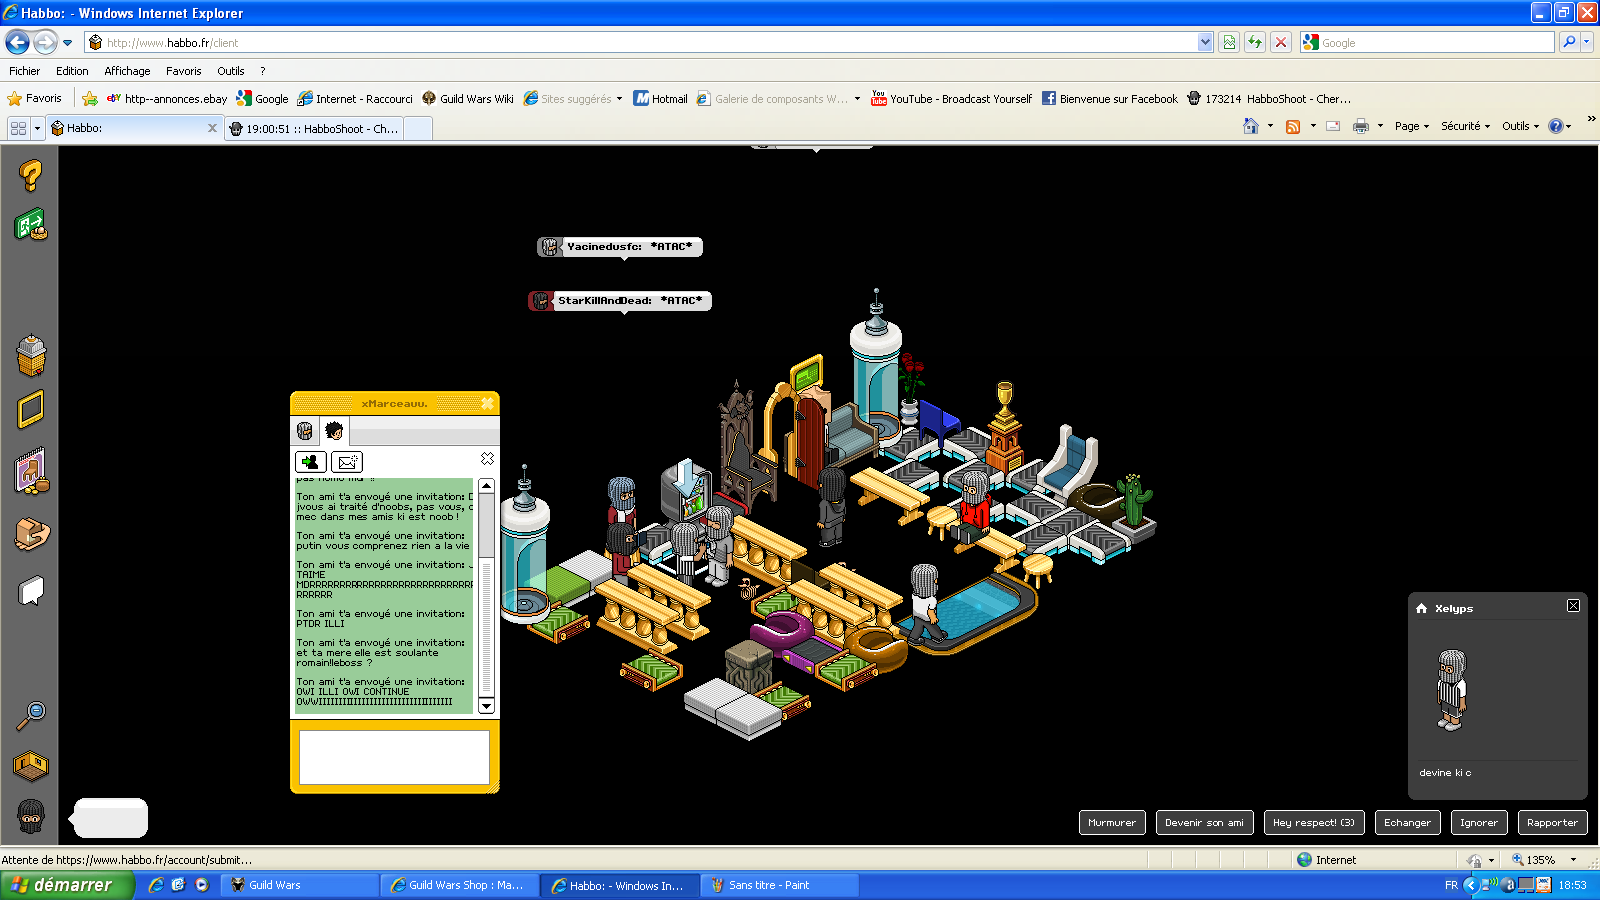 Habbo: - Windows Internet Explorer
http://www.habbo.fr/client
Google
Fichier Edition Affichage Favoris Outils ?
Favoris
http--annonces.ebay
Google
Internet - Raccourci
Guild Wars Wiki
Sites suggérés
Hotmail
Galerie de composants W...
YouTube - Broadcast Yourself
Bienvenue sur Facebook
173214 HabboShoot - Cher...
Habbo:
19:00:51 :: HabboShoot - Ch...
Page Sécurité Outils
Yacinedusfc: *ATAC*
StarKillAndDead: *ATAC*
xMarceauu.
Ton ami t'a envoyé une invitation: D
jvous ai traité d'noobs, pas vous, c
mec dans mes amis ki est noob !
Ton ami t'a envoyé une invitation:
putin vous comprenez rien a la vie
Ton ami t'a envoyé une invitation: J
TAIME
MDRRRRRRRRRRRRRRRRRRRRRRRRR
RRRRRR
Ton ami t'a envoyé une invitation:
PTDR ILLI
Ton ami t'a envoyé une invitation:
et ta mere elle est soulante
romain!leboss ?
Ton ami t'a envoyé une invitation:
OWI ILLI OWI CONTINUE
OWWIIIIIIIIIIIIIIIIIIIIIIIIIIIIIIIIIII
Xelyps
devine ki c
Murmurer
Devenir son ami
Hey respect! (3)
Echanger
Ignorer
Rapporter
Attente de https://www.habbo.fr/account/submit...
Internet
135%
démarrer
Guild Wars
Guild Wars Shop : Ma...
Habbo: - Windows In...
Sans titre - Paint
FR
18:53